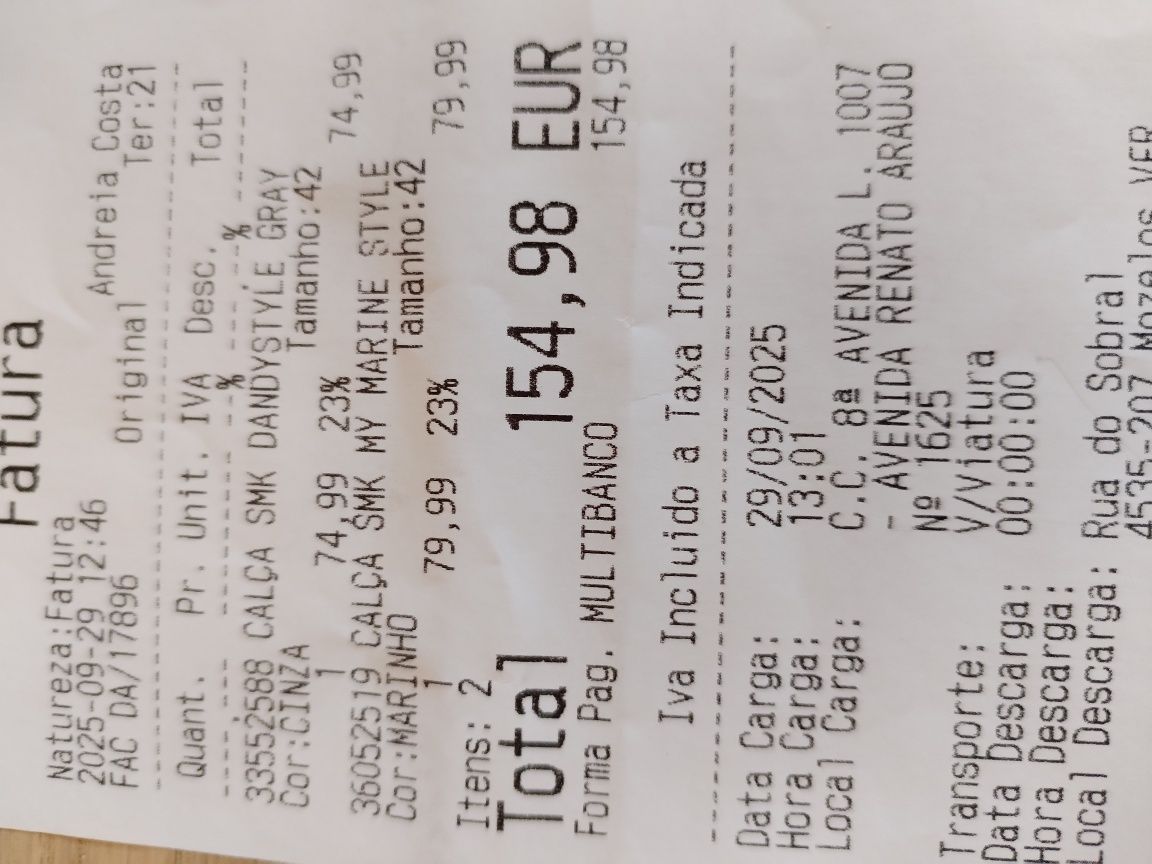 Fatura
Natureza:Fatura
2025-09-29 12:46 Andreia Costa
FAC DA/17896 Original Ter:21
Quant. Pr. Unit. IVA Desc. Total
% %
33552588 CALÇA SMK DANDYSTYLE GRAY
Cor:CINZA Tamanho:42
1 74,99 23% 74,99
36052519 CALÇA SMK MY MARINE STYLE
Cor:MARINHO Tamanho:42
1 79,99 23% 79,99
Itens: 2
Total 154,98 EUR
Forma Pag. MULTIBANCO 154,98
Iva Incluido a Taxa Indicada
Data Carga: 29/09/2025
Hora Carga: 13:01
Local Carga: C.C. 8ª AVENIDA L. 1007
- AVENIDA RENATO ARAUJO
Nº 1625
Transporte: V/viatura
Data Descarga: 00:00:00
Hora Descarga:
Local Descarga: Rua do Sobral
4535-207 Mozelos VFR